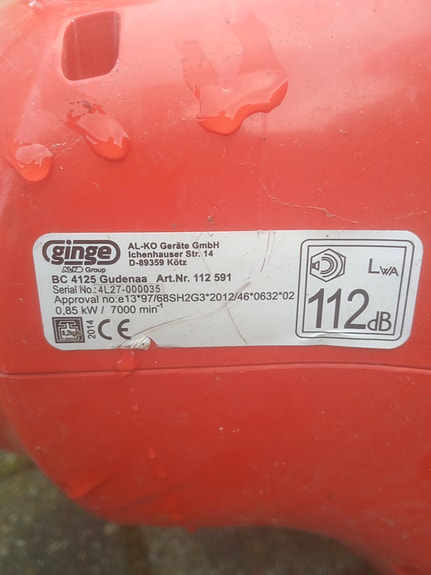 ginge
AL-KO Group
AL-KO Geräte GmbH
Ichenhauser Str. 14
D-89359 Kötz
BC 4125 Gudenaa Art.Nr. 112 591
Serial No.: 4L27-000035
Approval no:e13*97/68SH2G3*2012/46*0632*02
0,85 kW / 7000 min⁻¹
2014
CE
LWA
112dB